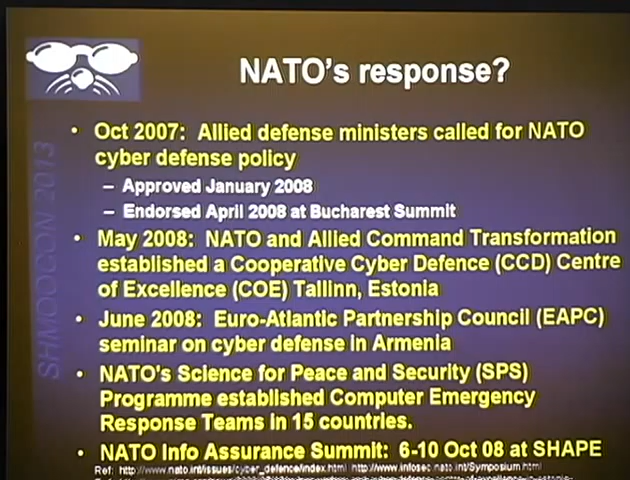 NATO's response?
• Oct 2007: Allied defense ministers called for NATO
cyber defense policy
– Approved January 2008
– Endorsed April 2008 at Bucharest Summit
• May 2008: NATO and Allied Command Transformation
established a Cooperative Cyber Defence (CCD) Centre
of Excellence (COE) Tallinn, Estonia
• June 2008: Euro-Atlantic Partnership Council (EAPC)
seminar on cyber defense in Armenia
• NATO's Science for Peace and Security (SPS)
Programme established Computer Emergency
Response Teams in 15 countries.
• NATO Info Assurance Summit: 6-10 Oct 08 at SHAPE
Ref: http://www.nato.int/issues/cyber_defence/index.html http://www.infosec.nato.int/Symposium.html
SHMOOCON 2013